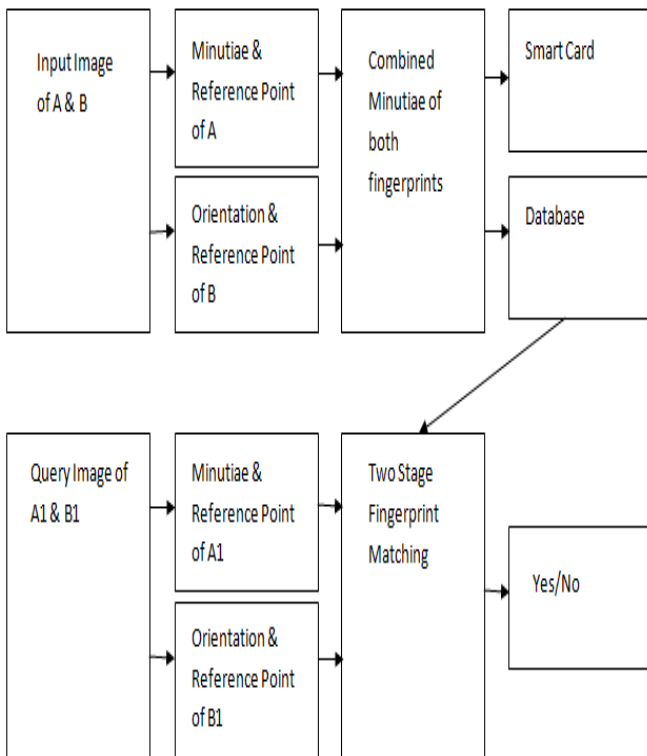 Input Image
of A & B
Minutiae &
Reference Point
of A
Orientation &
Reference Point
of B
Combined
Minutiae of
both
fingerprints
Smart Card
Database
Query Image of
A1 & B1
Minutiae &
Reference Point
of A1
Orientation &
Reference Point
of B1
Two Stage
Fingerprint
Matching
Yes/No